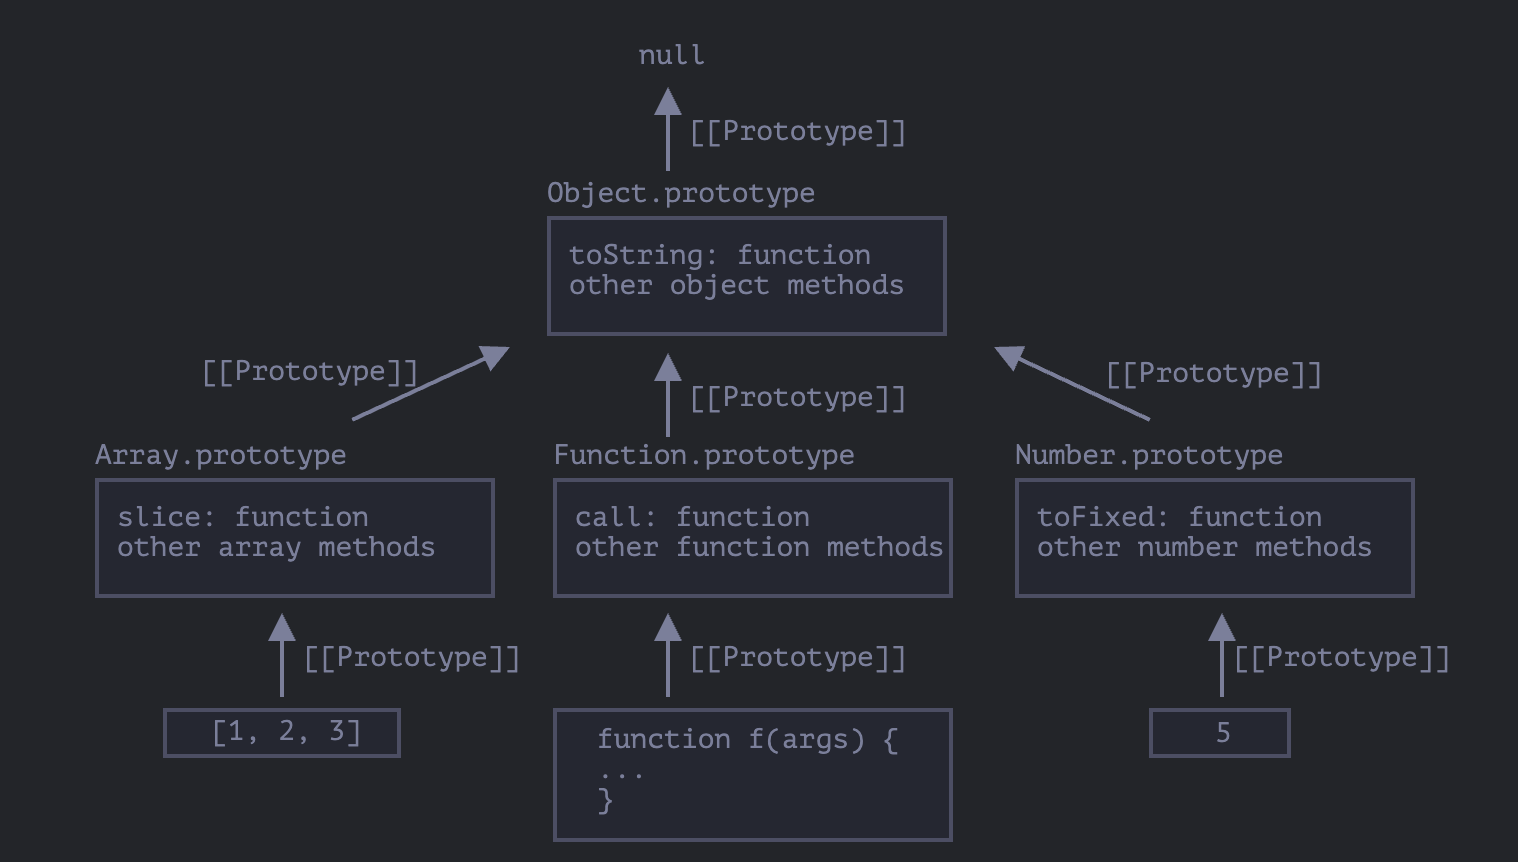 null
[[Prototype]]
Object.prototype
toString: function
other object methods
[[Prototype]]
[[Prototype]]
[[Prototype]]
Array.prototype
slice: function
other array methods
Function.prototype
call: function
other function methods
Number.prototype
toFixed: function
other number methods
[[Prototype]]
[[Prototype]]
[[Prototype]]
[1, 2, 3]
function f(args) {
...
}
5